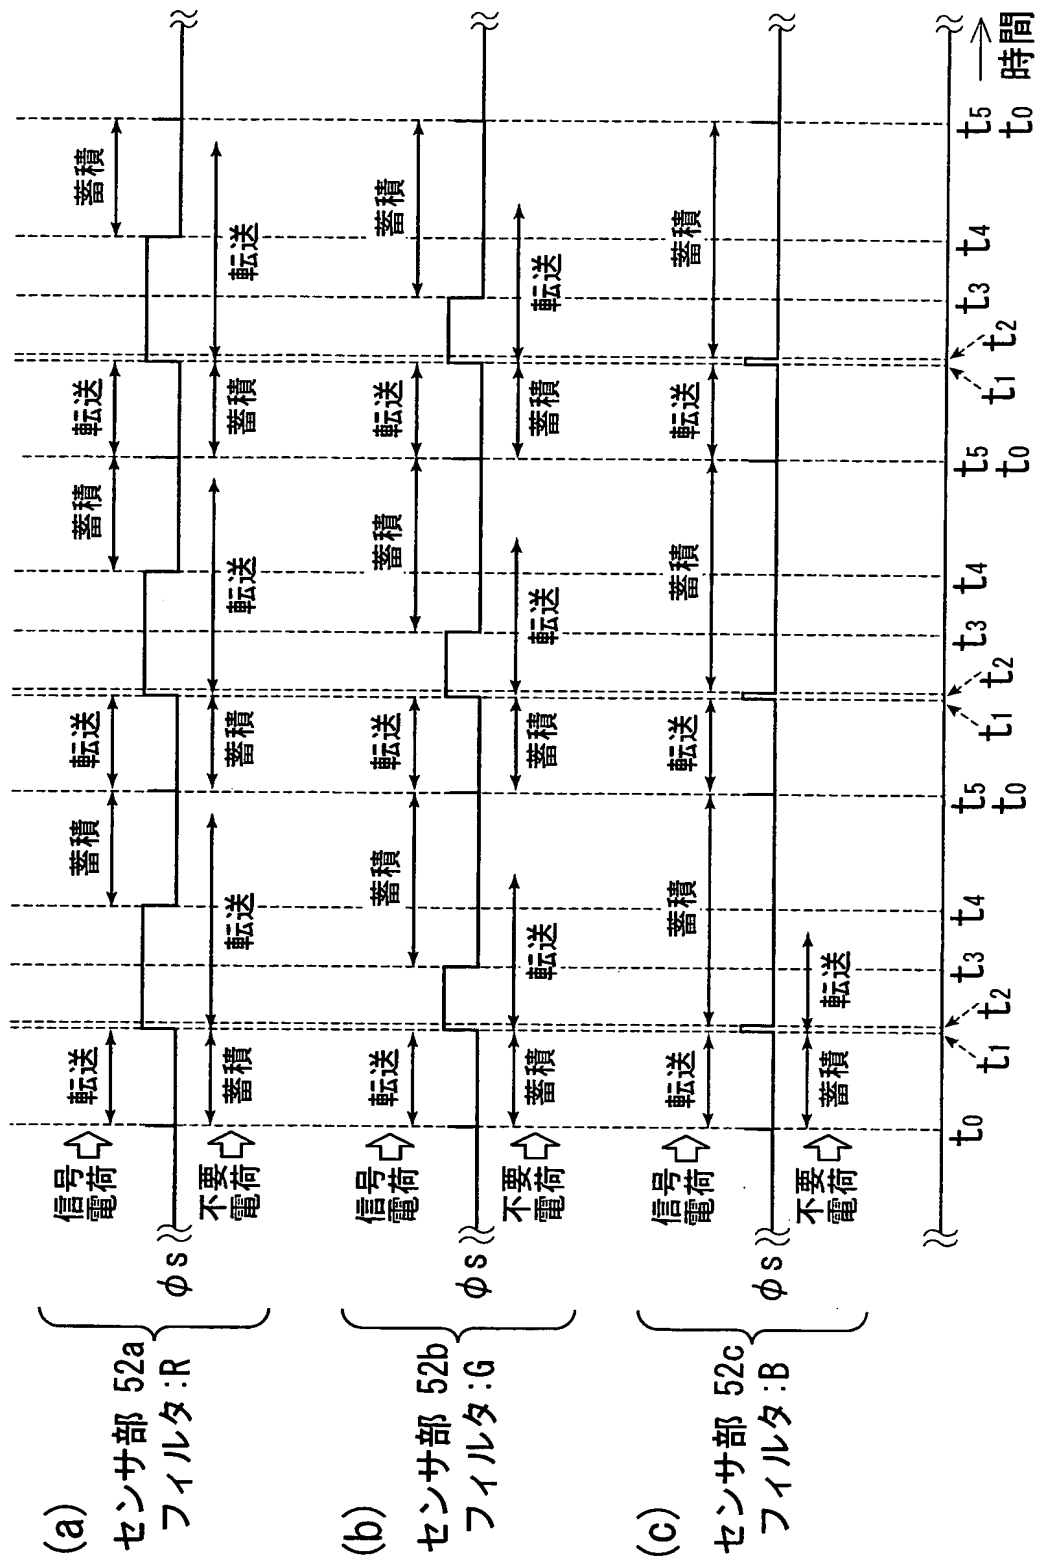 (a)
センサ部 52a
フィルタ:R
信号
電荷
転送 蓄積 転送 蓄積 転送 蓄積
φs
不要
電荷
蓄積 転送 蓄積 転送 蓄積 転送
(b)
センサ部 52b
フィルタ:G
信号
電荷
転送 蓄積 転送 蓄積 転送 蓄積
φs
不要
電荷
蓄積 転送 蓄積 転送 蓄積 転送
(c)
センサ部 52c
フィルタ:B
信号
電荷
転送 蓄積 転送 蓄積 転送 蓄積
φs
不要
電荷
蓄積 転送
t0 t1 t2 t3 t4 t5 t1 t2 t3 t4 t5 t1 t2 t3 t4 t5
t0 t0 t0
時間